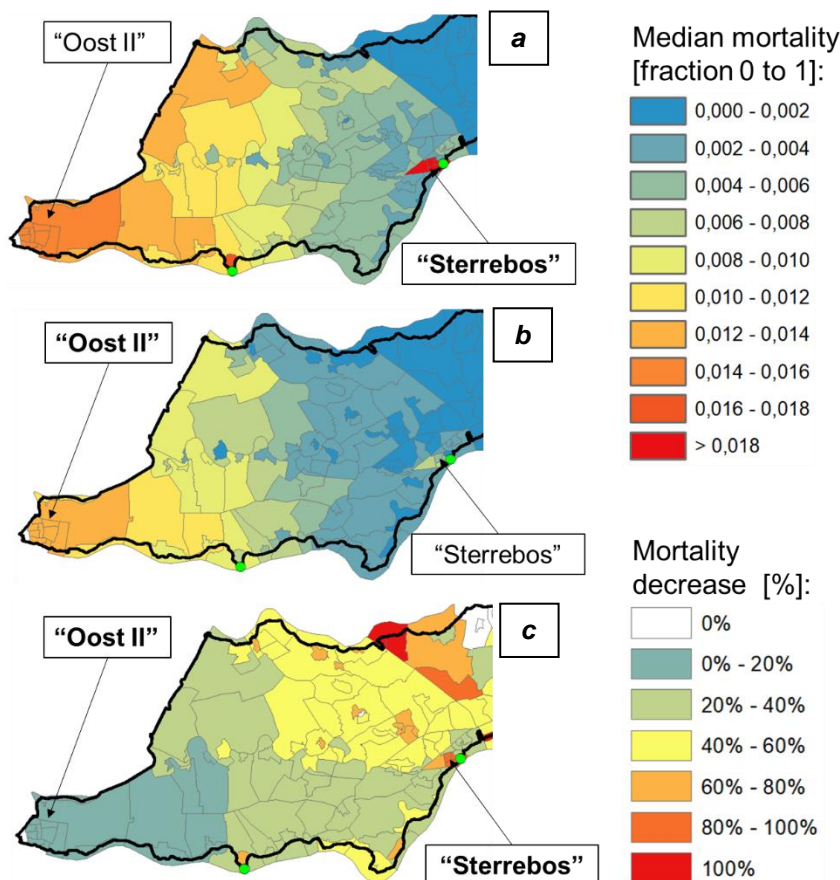 “Oost II”
a
“Sterrebos”
Median mortality
[fraction 0 to 1]:
0,000 - 0,002
0,002 - 0,004
0,004 - 0,006
0,006 - 0,008
0,008 - 0,010
0,010 - 0,012
0,012 - 0,014
0,014 - 0,016
0,016 - 0,018
> 0,018
“Oost II”
b
“Sterrebos”
“Oost II”
c
“Sterrebos”
Mortality
decrease [%]:
0%
0% - 20%
20% - 40%
40% - 60%
60% - 80%
80% - 100%
100%